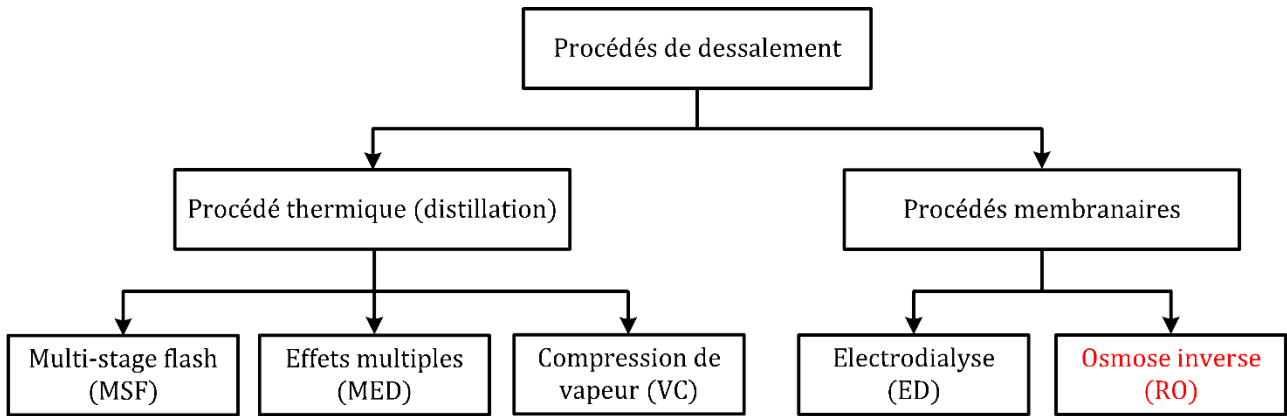 Procédés de dessalement
Procédé thermique (distillation)
Procédés membranaires
Multi-stage flash
(MSF)
Effets multiples
(MED)
Compression de
vapeur (VC)
Electrodialyse
(ED)
Osmose inverse
(RO)